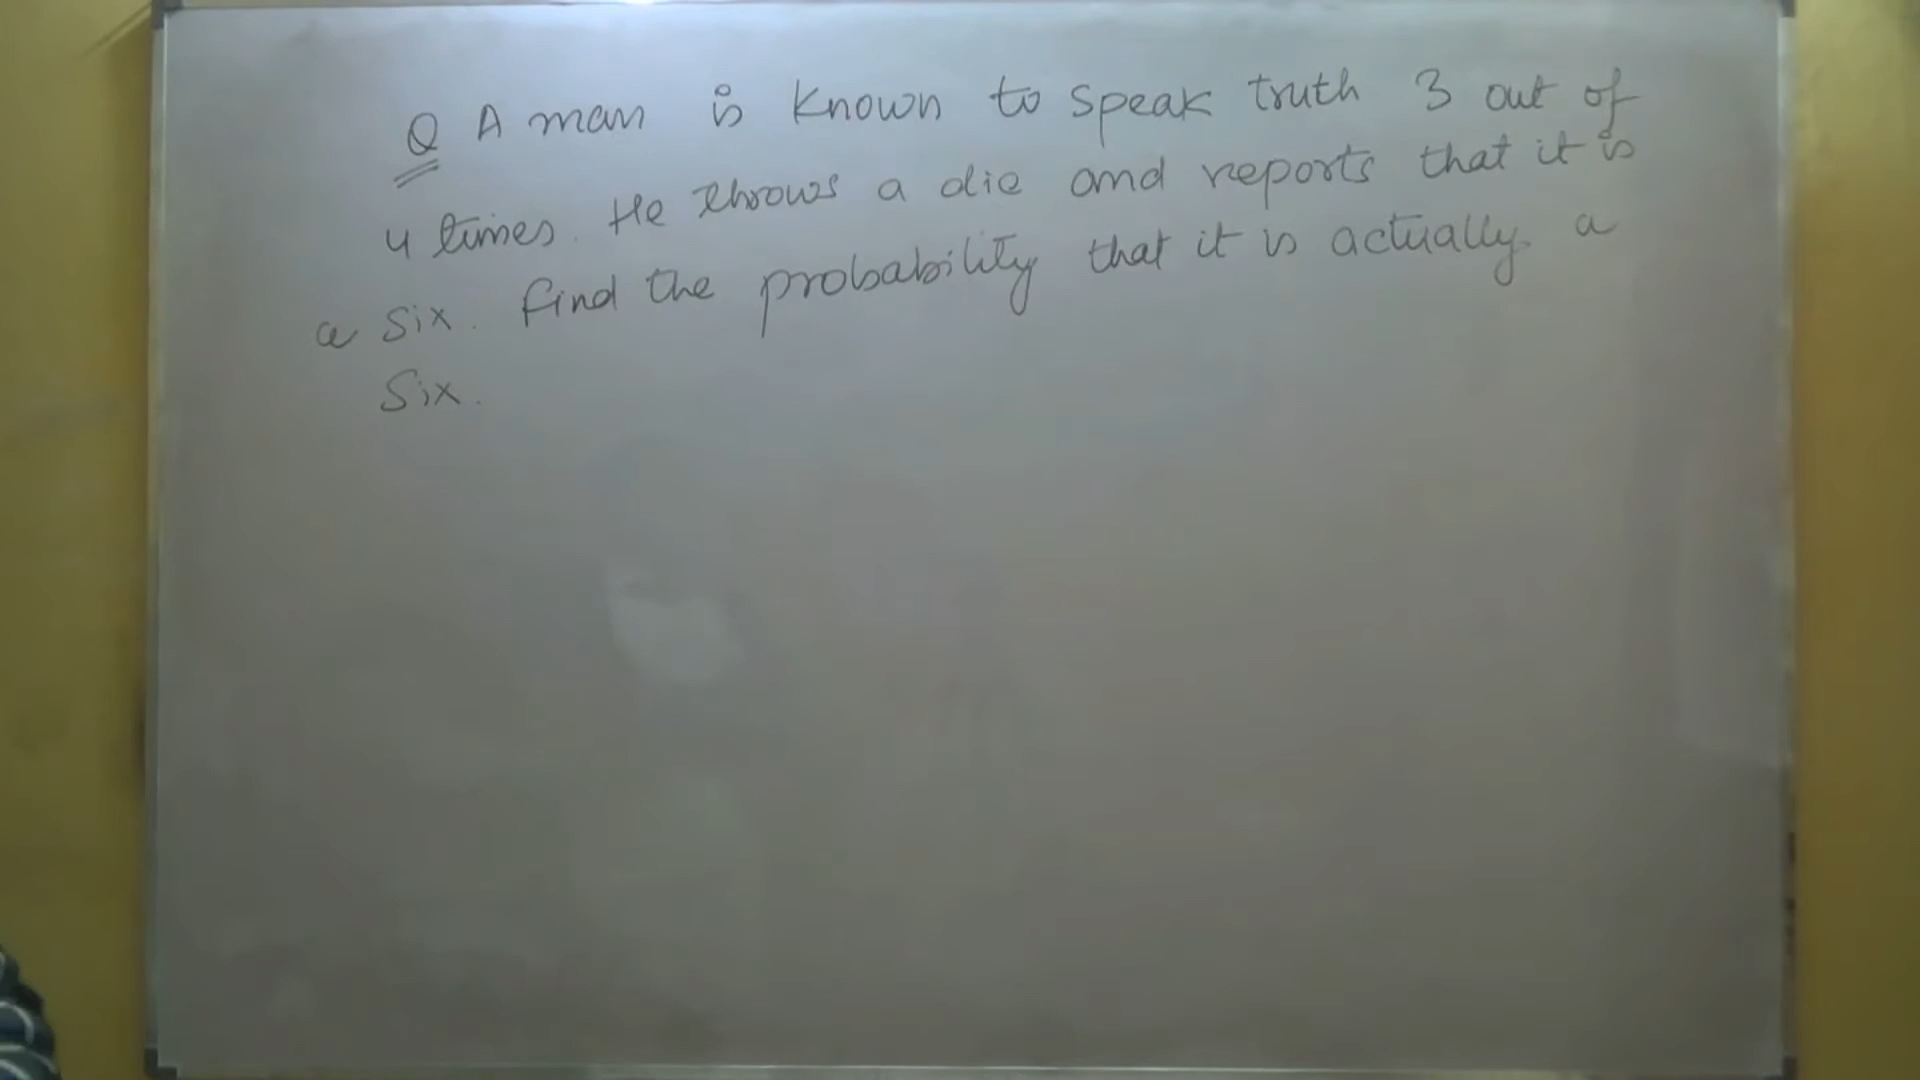 Q A man is known to speak truth 3 out of
4 times. He throws a die and reports that it is
a six. find the probability that it is actually a
Six.